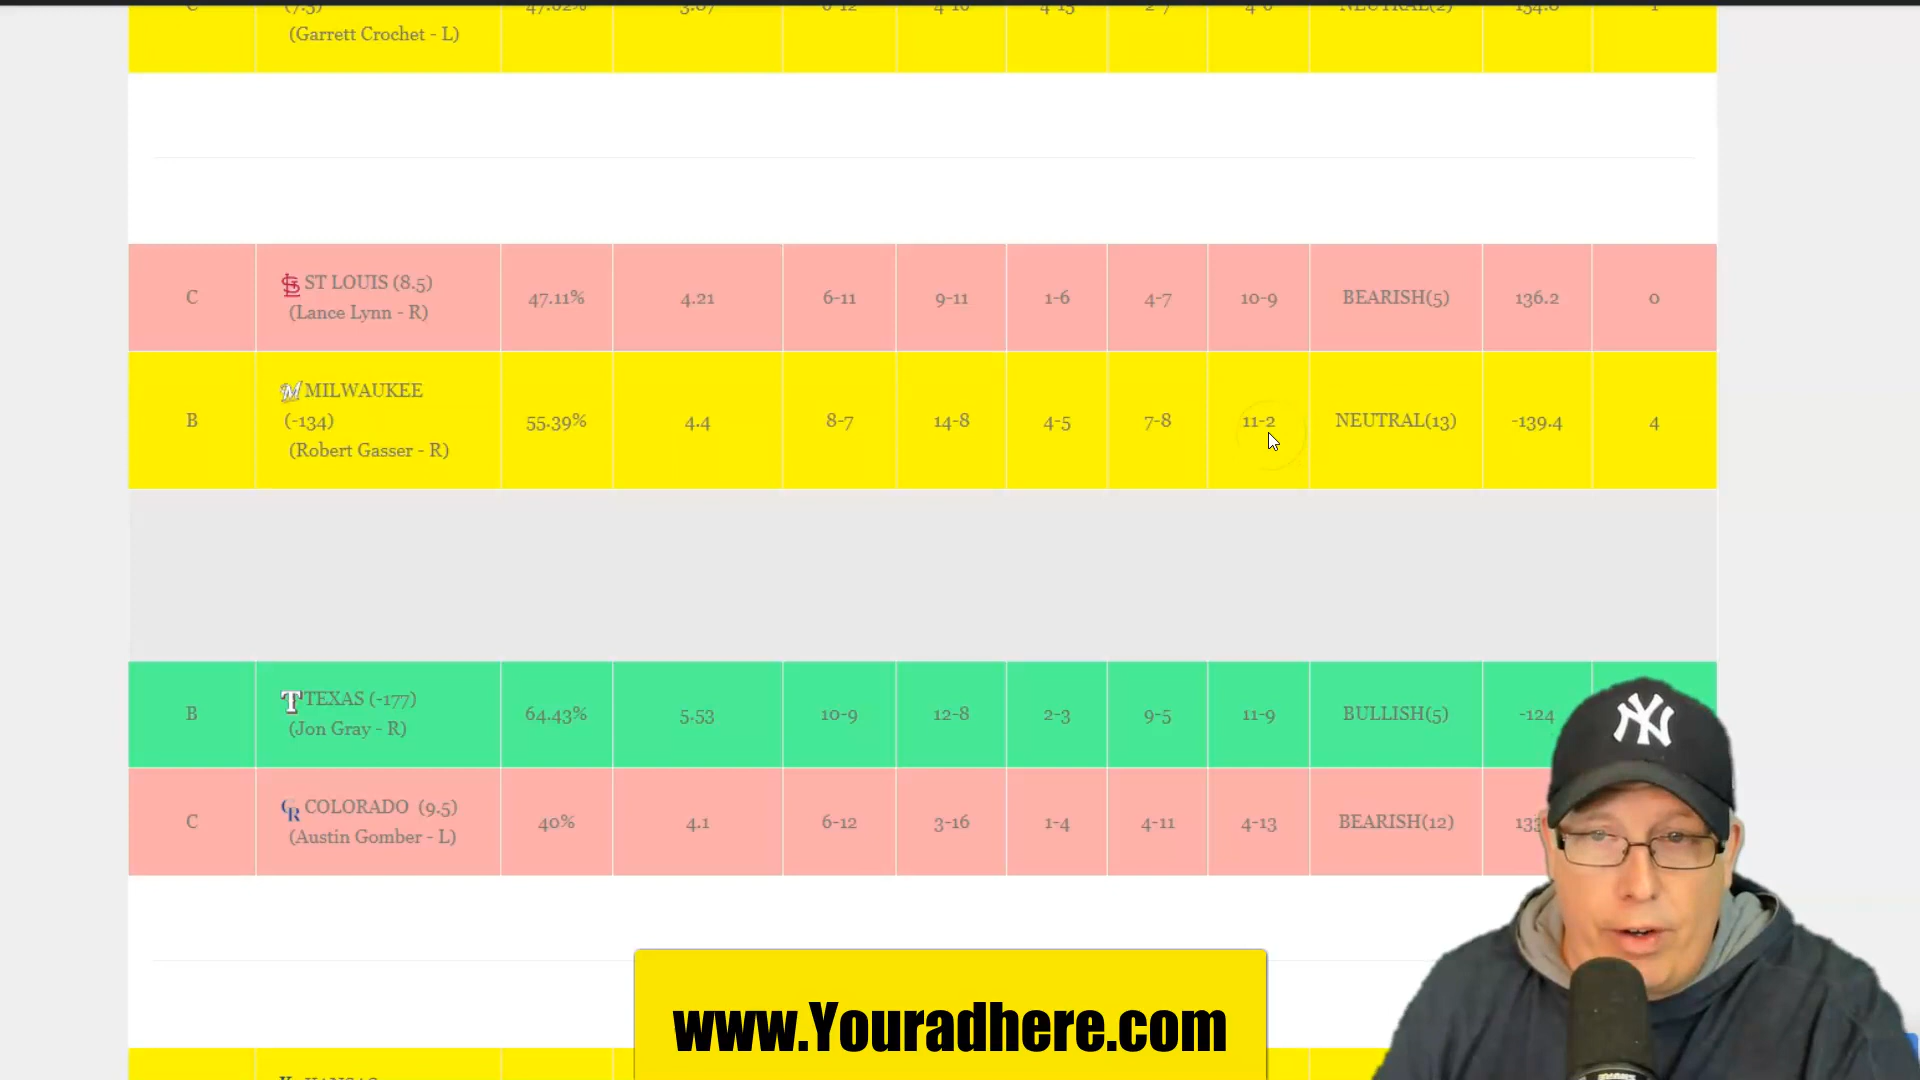 (Garrett Crochet - L)
C
ST LOUIS (8.5)
(Lance Lynn - R)
47.11%
4.21
6-11
9-11
1-6
4-7
10-9
BEARISH(5)
136.2
0
B
MILWAUKEE
(-134)
(Robert Gasser - R)
55.39%
4.4
8-7
14-8
4-5
7-8
11-2
NEUTRAL(13)
-139.4
4
B
T
TEXAS (-177)
(Jon Gray - R)
64.43%
5.53
10-9
12-8
2-3
9-5
11-9
BULLISH(5)
-124
C
COLORADO (9.5)
(Austin Gomber - L)
40%
4.1
6-12
3-16
1-4
4-11
4-13
BEARISH(12)
NY
www.Youradhere.com